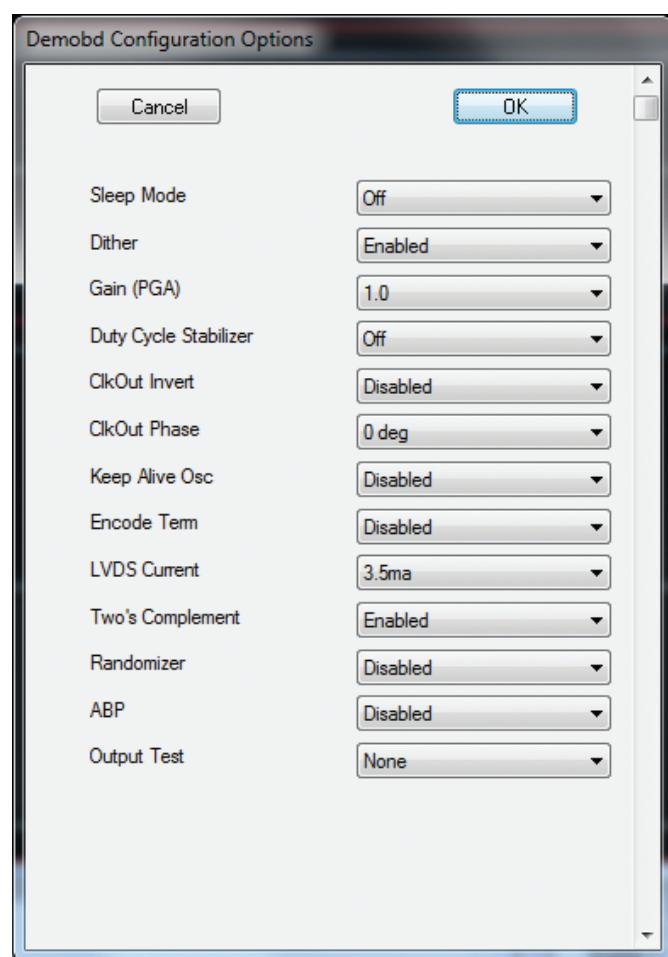 Demobd Configuration Options
Cancel OK
Sleep Mode Off
Dither Enabled
Gain (PGA) 1.0
Duty Cycle Stabilizer Off
ClkOut Invert Disabled
ClkOut Phase 0 deg
Keep Alive Osc Disabled
Encode Term Disabled
LVDS Current 3.5ma
Two's Complement Enabled
Randomizer Disabled
ABP Disabled
Output Test None